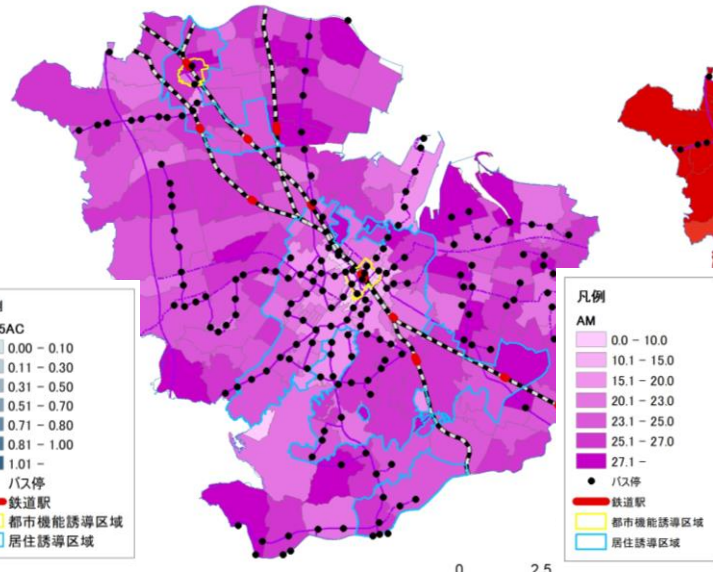 5AC
0.00 - 0.10
0.11 - 0.30
0.31 - 0.50
0.51 - 0.70
0.71 - 0.80
0.81 - 1.00
1.01 -
バス停
鉄道駅
都市機能誘導区域
居住誘導区域
凡例
AM
0.0 - 10.0
10.1 - 15.0
15.1 - 20.0
20.1 - 23.0
23.1 - 25.0
25.1 - 27.0
27.1 -
バス停
鉄道駅
都市機能誘導区域
居住誘導区域
0 2.5